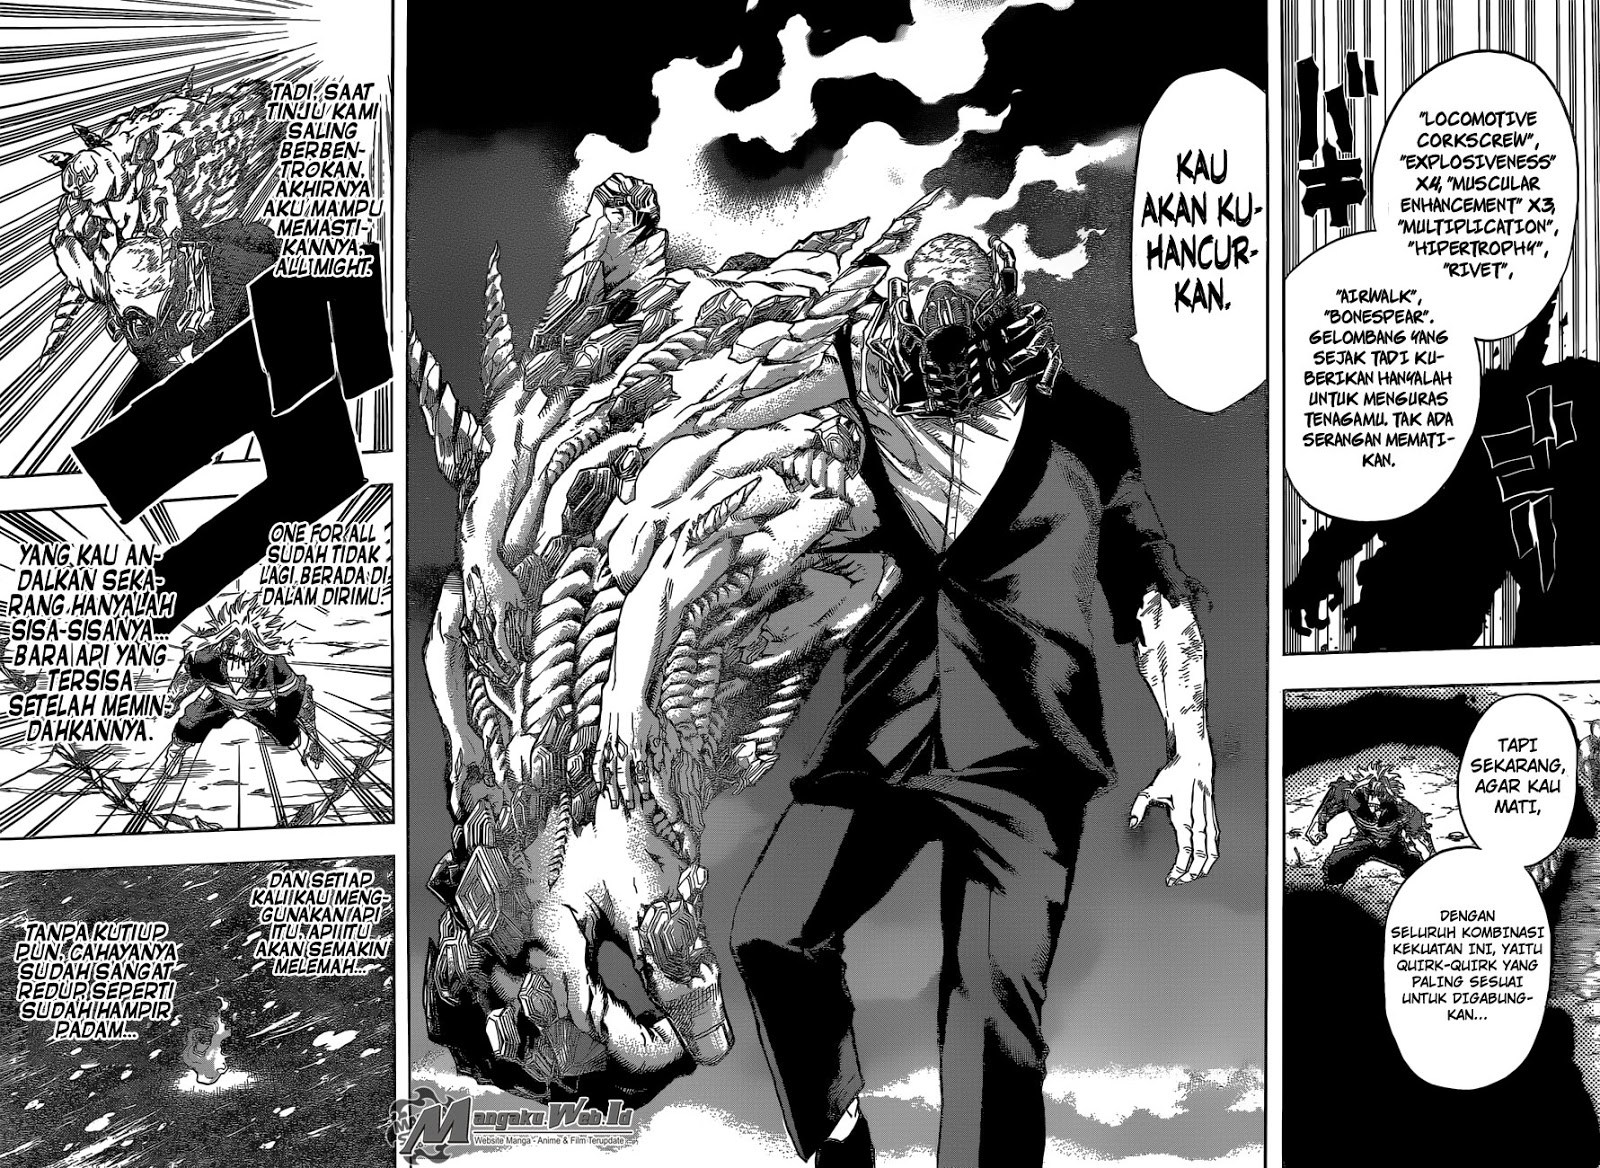 "LOCOMOTIVE
CORKSCREW",
"EXPLOSIVENESS"
X4, "MUSCULAR
ENHANCEMENT" X3,
"MULTIPLICATION",
"HIPERTROPHY",
"RIVET",
"AIRWALK",
"BONESPEAR".
GELOMBANG YANG
SEJAK TADI KU-
BERIKAN HANYALAH
UNTUK MENGURAS
TENAGAMU. TAK ADA
SERANGAN MEMATI-
KAN.
TAPI
SEKARANG,
AGAR KAU
MATI,
DENGAN
SELURUH KOMBINASI
KEKUATAN INI, YAITU
QUIRK-QUIRK YANG
PALING SESUAI
UNTUK DIGABUNG-
KAN...
KAU
AKAN KU-
HANCUR-
KAN.
TADI, SAAT
TINJU KAMI
SALING
BERBEN-
TROKAN.
AKHIRNYA
AKU MAMPU
MEMASTI-
KANNYA,
ALL MIGHT.
ONE FOR ALL
SUDAH TIDAK
LAGI BERADA DI
DALAM DIRIMU.
YANG KAU AN-
DALKAN SEKA-
RANG HANYALAH
SISA-SISANYA...
BARA API YANG
TERSISA
SETELAH MEMIN-
DAHKANNYA.
DAN SETIAP
KALI KAU MENG-
GUNAKAN API
ITU, API ITU
AKAN SEMAKIN
MELEMAH...
TANPA KUTIUP
PUN, CAHAYANYA
SUDAH SANGAT
REDUP, SEPERTI
SUDAH HAMPIR
PADAM...
Mangaku.Web.Id
Website Manga - Anime & Film Terupdate